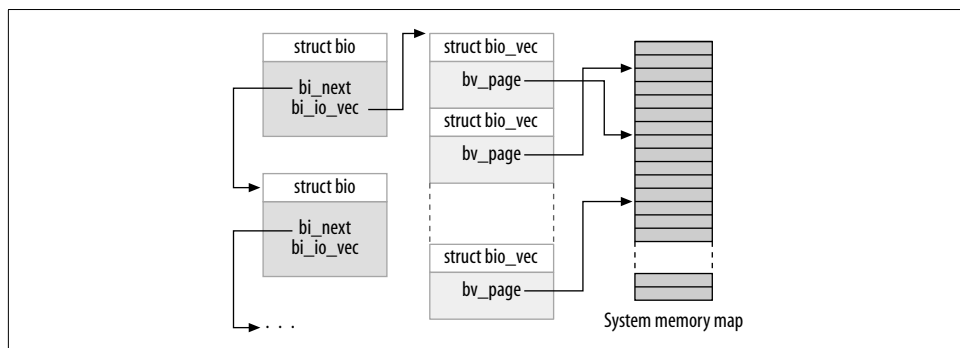 struct bio
bi_next
bi_io_vec
struct bio
bi_next
bi_io_vec
. . .
struct bio_vec
bv_page
struct bio_vec
bv_page
struct bio_vec
bv_page
System memory map